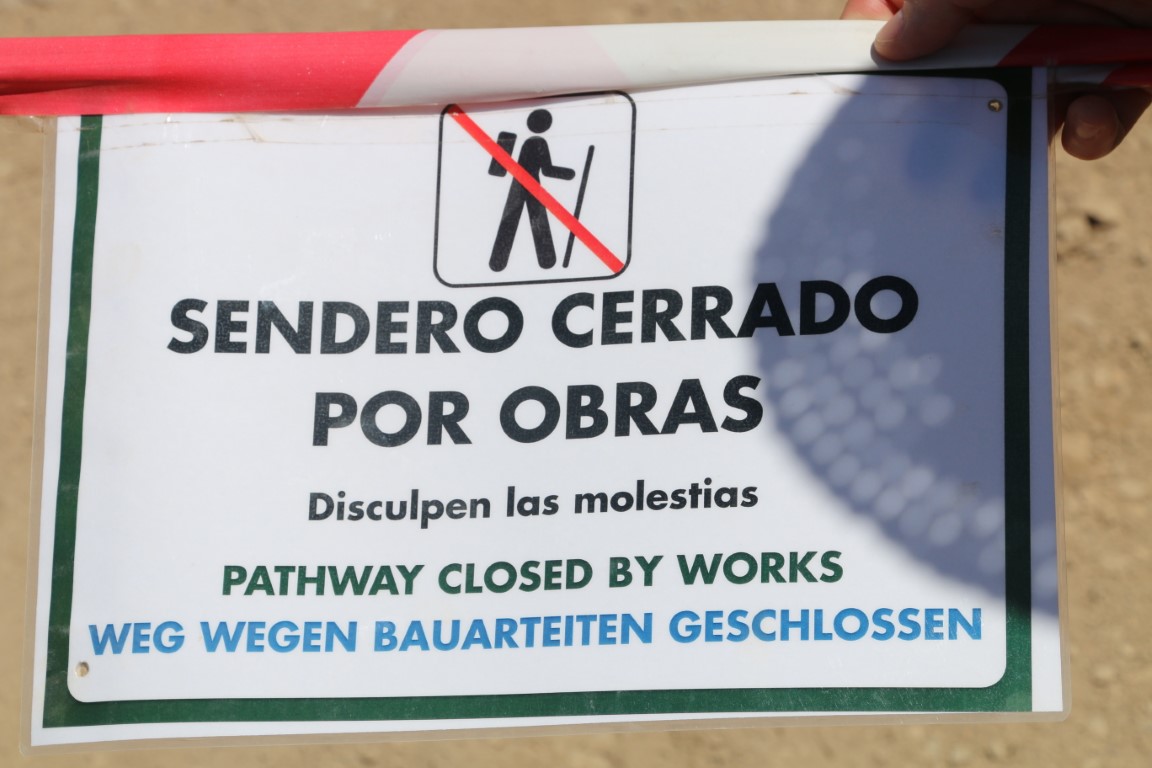 SENDERO CERRADO
POR OBRAS
Disculpen las molestias
PATHWAY CLOSED BY WORKS
WEG WEGEN BAUARTEITEN GESCHLOSSEN